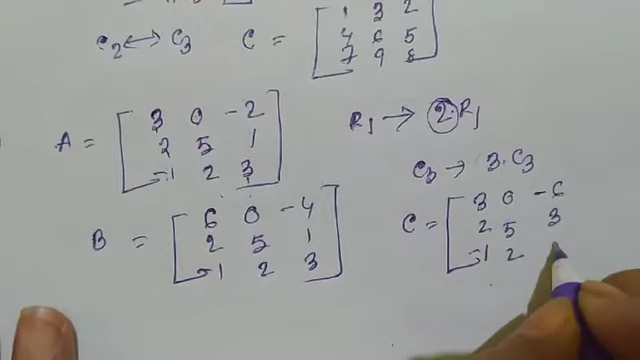 1 3 2
C2 ↔ C3 C = 4 6 5
7 9 8
A = [ 3 0 -2 ] R1 → 2·R1
2 5 1
-1 2 3
C3 → 3·C3
B = [ 6 0 -4 ]
2 5 1
-1 2 3
C = [ 3 0 -6
2 5 3
-1 2